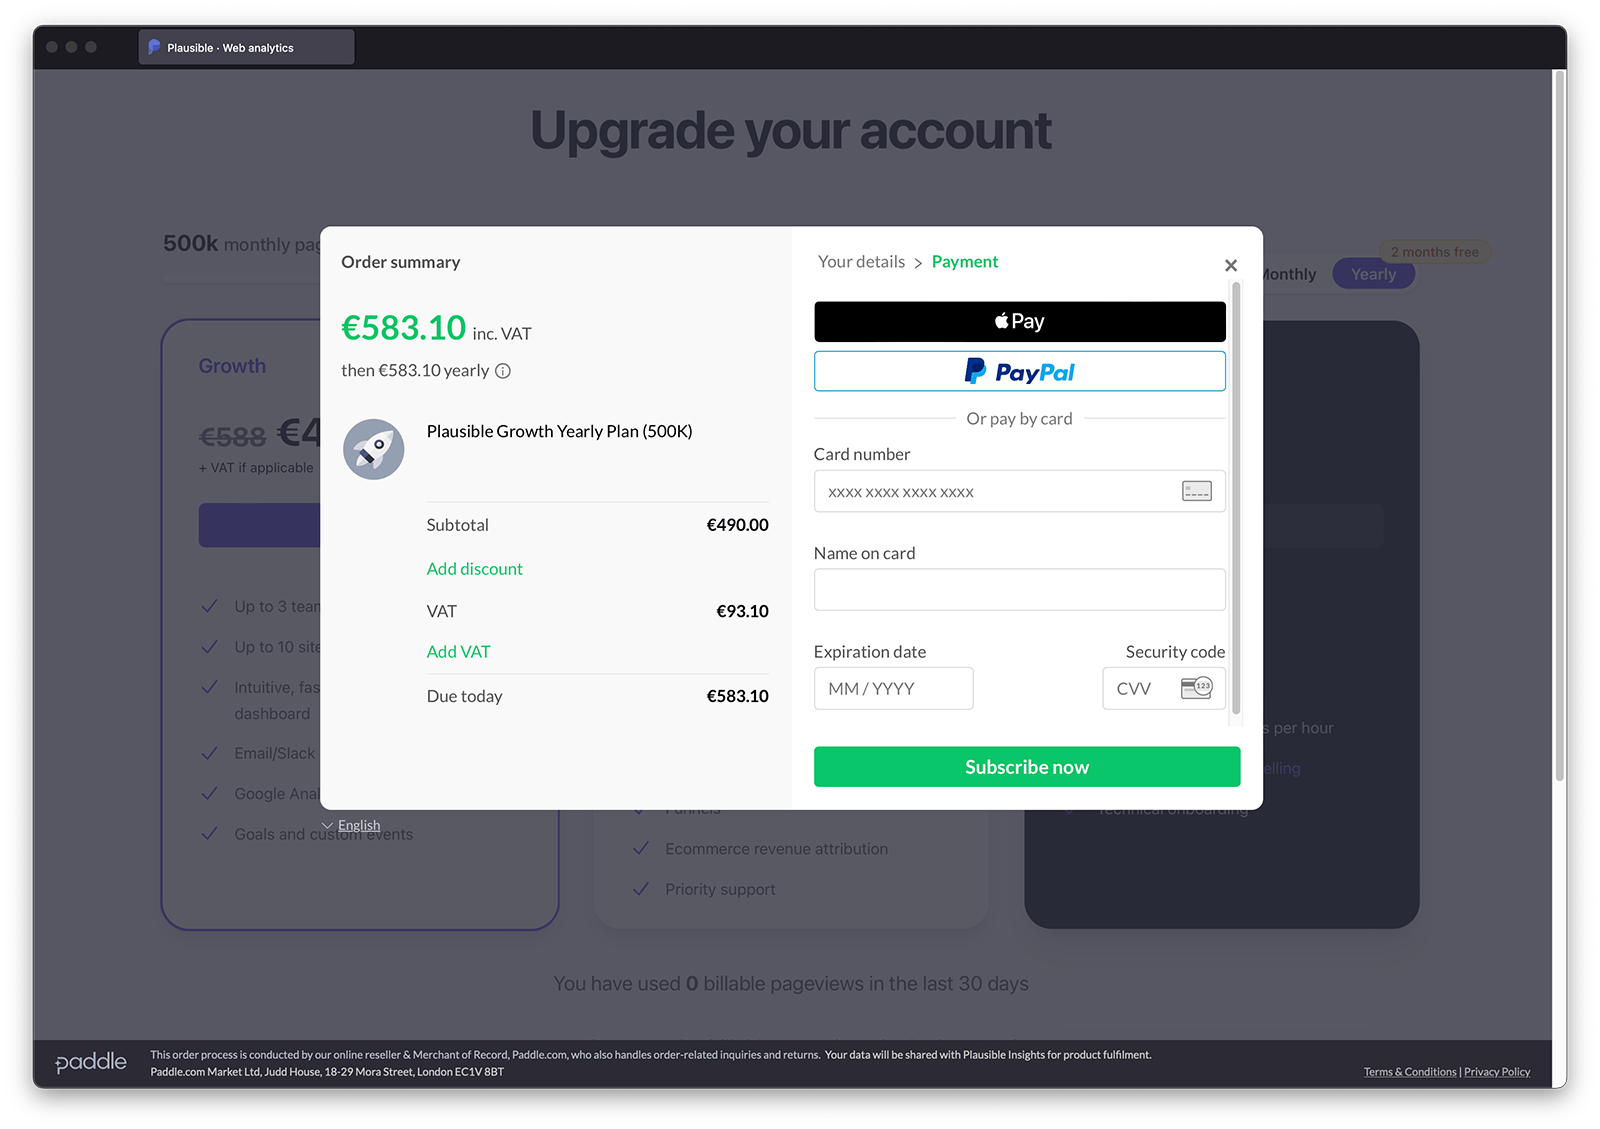 Plausible · Web analytics
Upgrade your account
500k monthly
2 months free
Monthly
Yearly
Growth
€588
+ VAT if applicable
Up to 3
Up to 10
Intuitive,
dashboard
Email/Slack
Google
Goals and custom events
Order summary
€583.10 inc. VAT
then €583.10 yearly
Plausible Growth Yearly Plan (500K)
Subtotal €490.00
Add discount
VAT €93.10
Add VAT
Due today €583.10
English
Your details > Payment
Pay
PayPal
Or pay by card
Card number
XXXX XXXX XXXX XXXX
Name on card
Expiration date
Security code
MM / YYYY
CVV
123
Subscribe now
Funnels
Ecommerce revenue attribution
Priority support
per hour
Technical onboarding
You have used 0 billable pageviews in the last 30 days
paddle
This order process is conducted by our online reseller & Merchant of Record, Paddle.com, who also handles order-related inquiries and returns. Your data will be shared with Plausible Insights for product fulfilment.
Paddle.com Market Ltd, Judd House, 18-29 Mora Street, London EC1V 8BT
Terms & Conditions | Privacy Policy